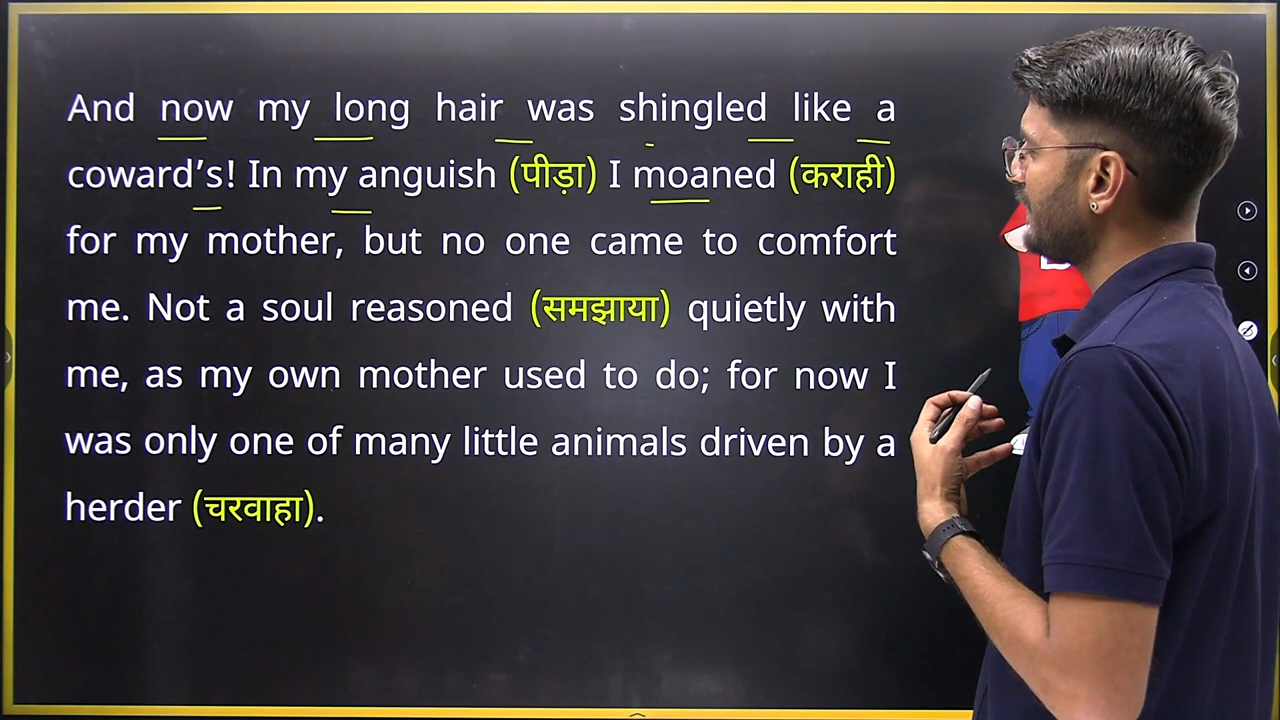 And now my long hair was shingled like a
coward’s! In my anguish (पीड़ा) I moaned (कराही)
for my mother, but no one came to comfort
me. Not a soul reasoned (समझाया) quietly with
me, as my own mother used to do; for now I
was only one of many little animals driven by a
herder (चरवाहा).